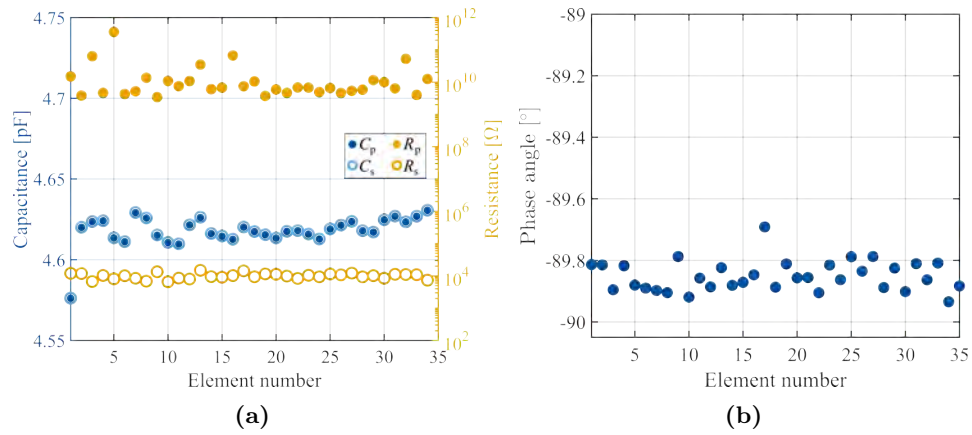 4.75
4.7
4.65
4.6
4.55
Capacitance [pF]
5 10 15 20 25 30 35
Element number
10^12
10^10
10^8
10^6
10^4
10^2
Resistance [Ω]
C_p R_p
C_s R_s
(a)
-89
-89.2
-89.4
-89.6
-89.8
-90
Phase angle [°]
5 10 15 20 25 30 35
Element number
(b)